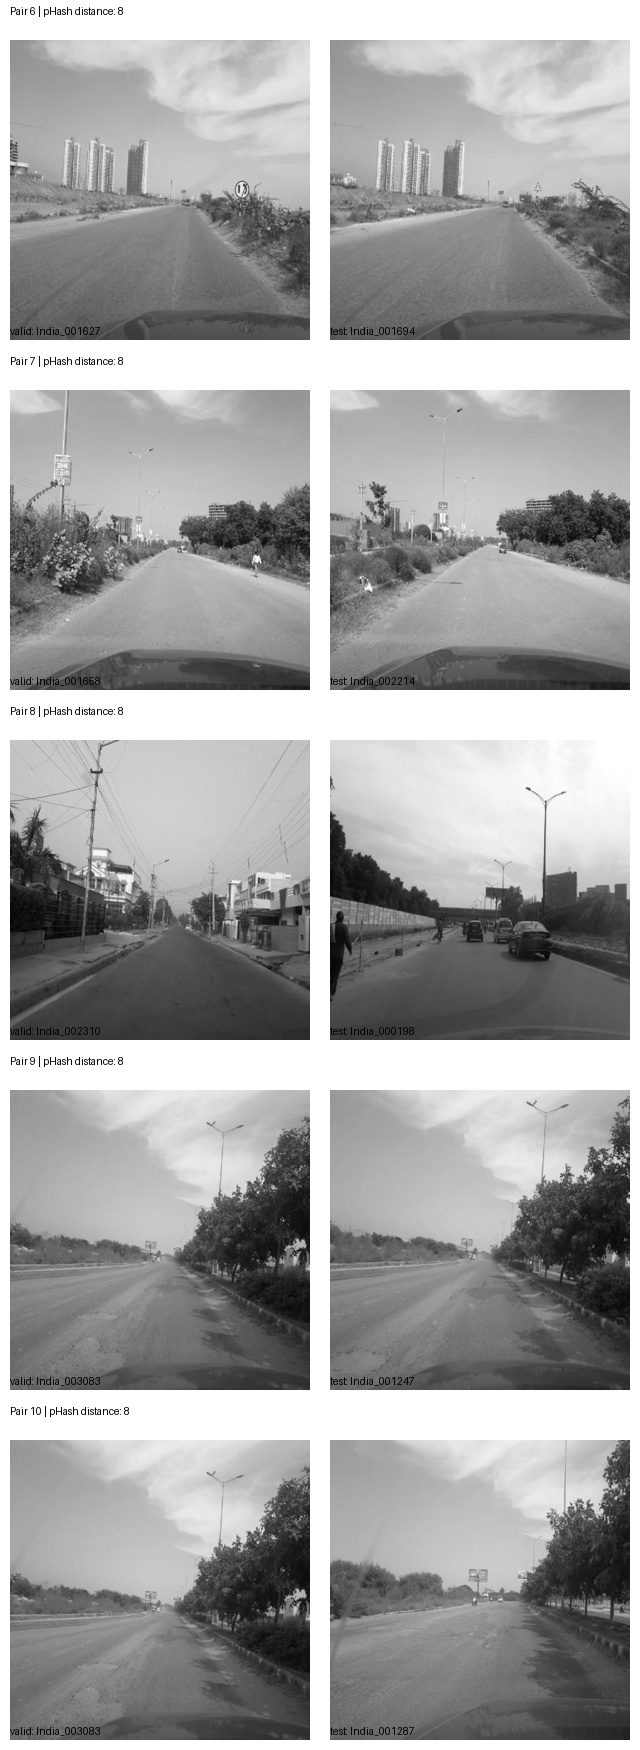 Pair 6 | pHash distance: 8
valid: India_001627
test: India_001694
Pair 7 | pHash distance: 8
valid: India_001658
test: India_002214
Pair 8 | pHash distance: 8
valid: India_002310
test: India_000198
Pair 9 | pHash distance: 8
valid: India_003083
test: India_001247
Pair 10 | pHash distance: 8
valid: India_003083
test: India_001287